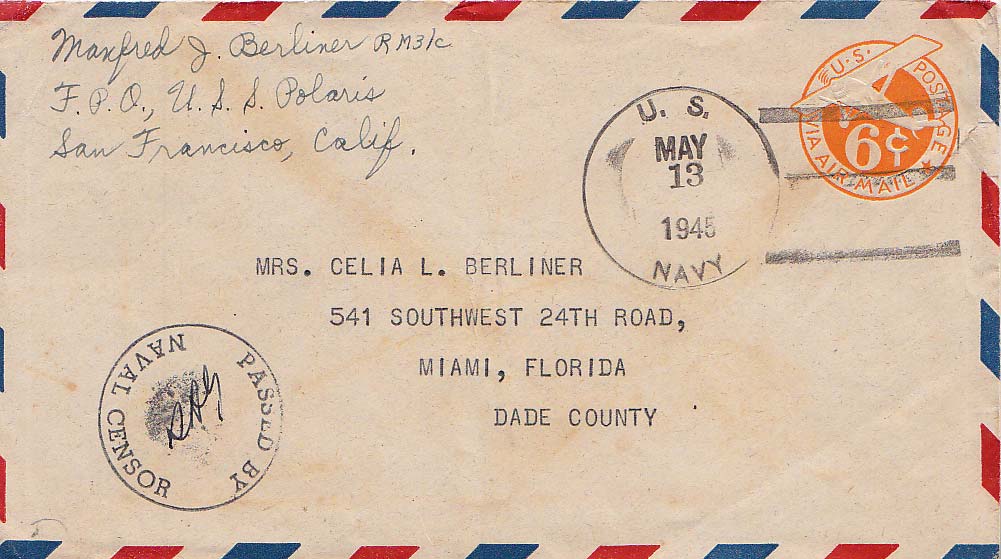 Manfred J. Berliner RM3/c
F.P.O., U.S.S. Polaris
San Francisco, Calif.
U.S. POSTAGE
6¢
VIA AIR MAIL
U. S.
MAY
13
1945
NAVY
MRS. CELIA L. BERLINER
541 SOUTHWEST 24TH ROAD,
MIAMI, FLORIDA
DADE COUNTY
PASSED BY
NAVAL CENSOR